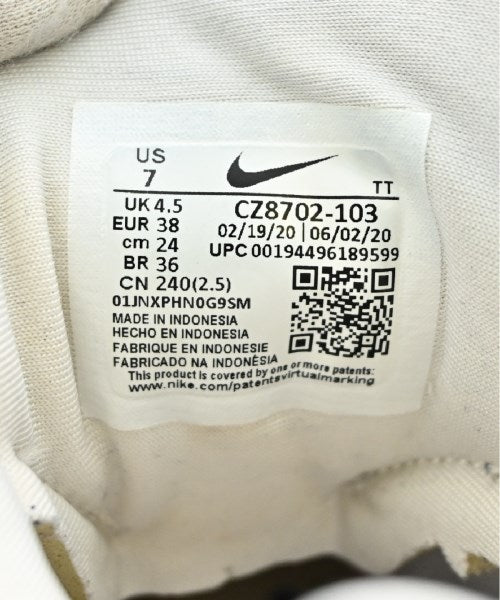 US
7
TT
UK 4.5
EUR 38
cm 24
BR 36
CN 240(2.5)
CZ8702-103
02/19/20 | 06/02/20
UPC 00194496189599
01JNXPHN0G9SM
MADE IN INDONESIA
HECHO EN INDONESIA
FABRIQUE EN INDONESIE
FABRICADO NA INDONÉSIA
This product is covered by one or more patents:
www.nike.com/patentsvirtualmarking